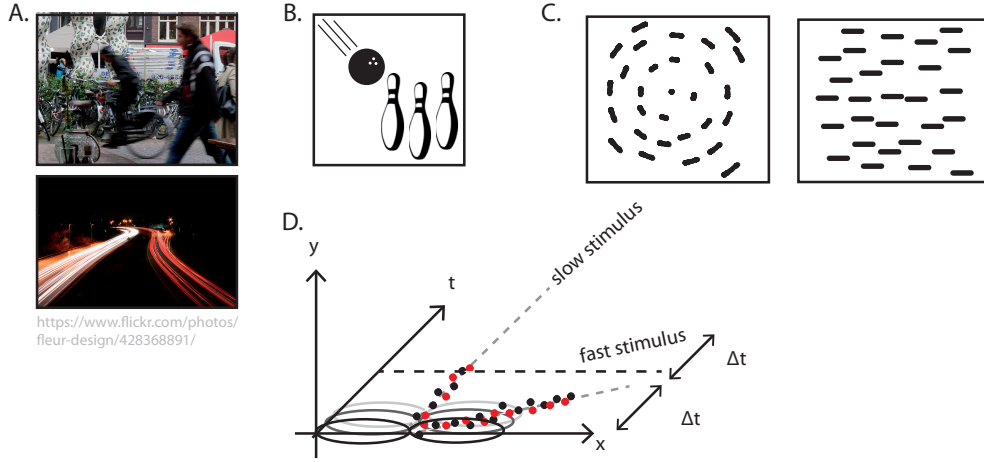 A.
B.
C.
https://www.flickr.com/photos/
fleur-design/428368891/
D.
y
t
x
slow stimulus
fast stimulus
Δt
Δt